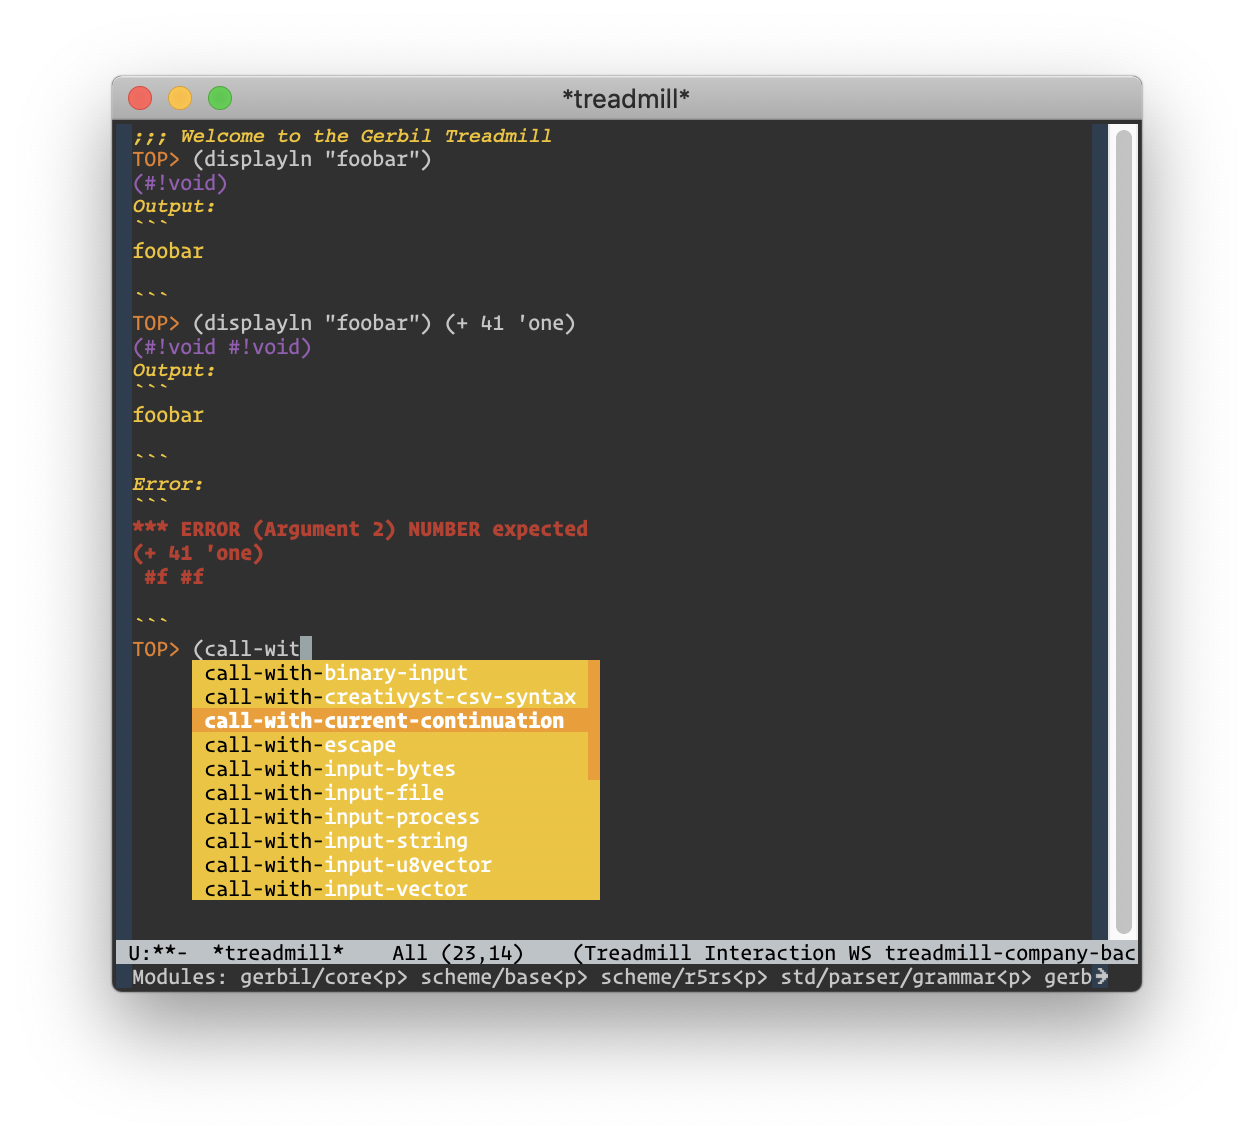 *treadmill*
;;; Welcome to the Gerbil Treadmill
TOP> (displayln "foobar")
(#!void)
Output:
```
foobar
```
TOP> (displayln "foobar") (+ 41 'one)
(#!void #!void)
Output:
```
foobar
```
Error:
```
*** ERROR (Argument 2) NUMBER expected
(+ 41 'one)
 #f #f
```
TOP> (call-wit
call-with-binary-input
call-with-creativyst-csv-syntax
call-with-current-continuation
call-with-escape
call-with-input-bytes
call-with-input-file
call-with-input-process
call-with-input-string
call-with-input-u8vector
call-with-input-vector
U:**-  *treadmill*    All (23,14)    (Treadmill Interaction WS treadmill-company-bac
Modules: gerbil/core<p> scheme/base<p> scheme/r5rs<p> std/parser/grammar<p> gerb